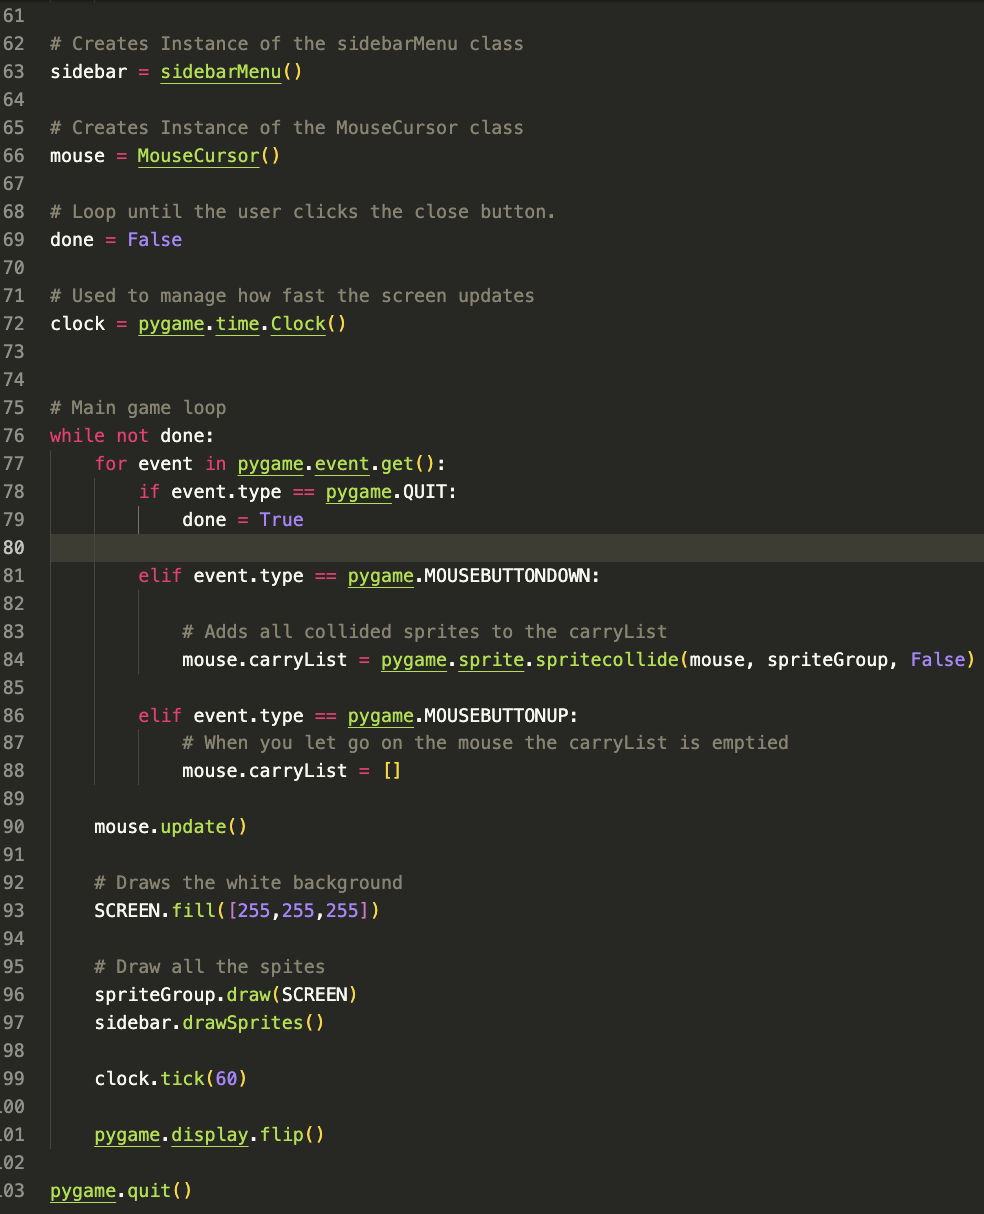 61
62 # Creates Instance of the sidebarMenu class
63 sidebar = sidebarMenu()
64
65 # Creates Instance of the MouseCursor class
66 mouse = MouseCursor()
67
68 # Loop until the user clicks the close button.
69 done = False
70
71 # Used to manage how fast the screen updates
72 clock = pygame.time.Clock()
73
74
75 # Main game loop
76 while not done:
77     for event in pygame.event.get():
78         if event.type == pygame.QUIT:
79             done = True
80
81         elif event.type == pygame.MOUSEBUTTONDOWN:
82
83             # Adds all collided sprites to the carryList
84             mouse.carryList = pygame.sprite.spritecollide(mouse, spriteGroup, False)
85
86         elif event.type == pygame.MOUSEBUTTONUP:
87             # When you let go on the mouse the carryList is emptied
88             mouse.carryList = []
89
90     mouse.update()
91
92     # Draws the white background
93     SCREEN.fill([255,255,255])
94
95     # Draw all the spites
96     spriteGroup.draw(SCREEN)
97     sidebar.drawSprites()
98
99     clock.tick(60)
100
101     pygame.display.flip()
102
103 pygame.quit()